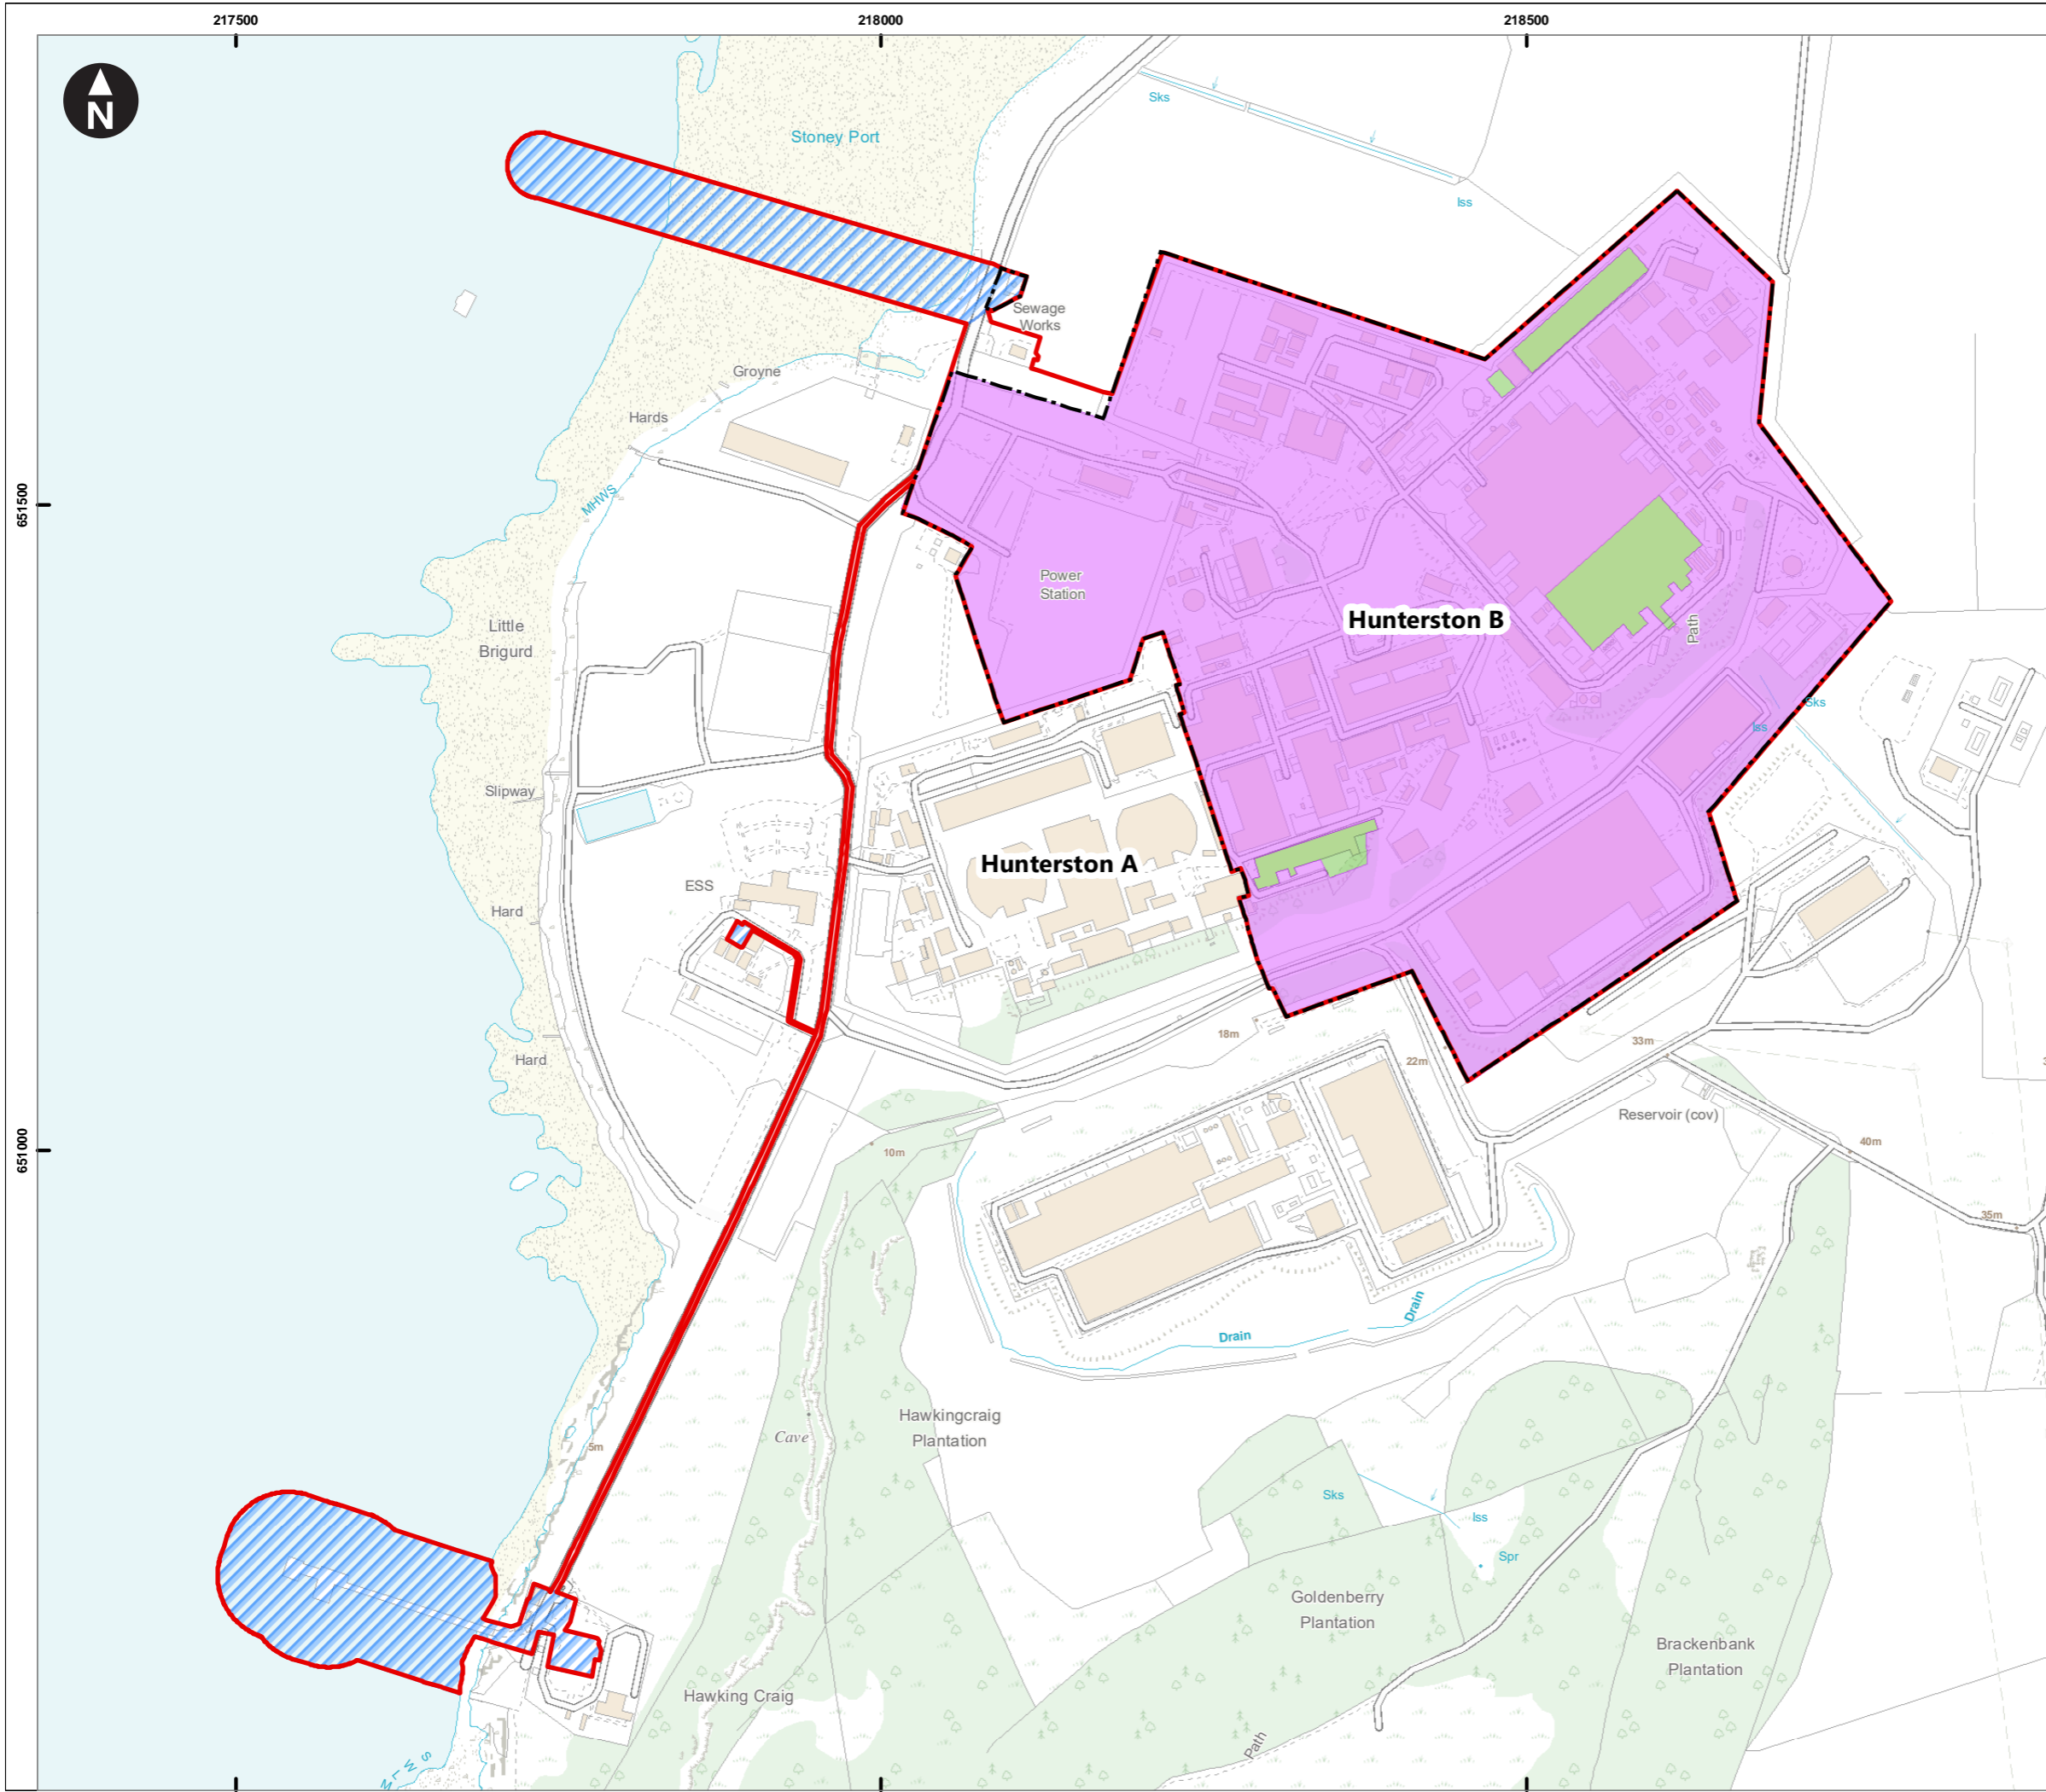 217500
218000
218500
N
Sks
Stoney Port
Iss
Sewage
Works
Groyne
Hards
651500
MHWS
Power
Station
Hunterston B
Path
Little
Brigurd
Sks
Iss
Slipway
Hunterston A
ESS
Hard
18m
33m
Hard
22m
Reservoir (cov)
651000
40m
10m
35m
Drain
Drain
Hawkingcraig
Plantation
Cave
5m
Sks
Iss
Spr
Goldenberry
Plantation
Brackenbank
Plantation
Hawking Craig
Path
MLWS